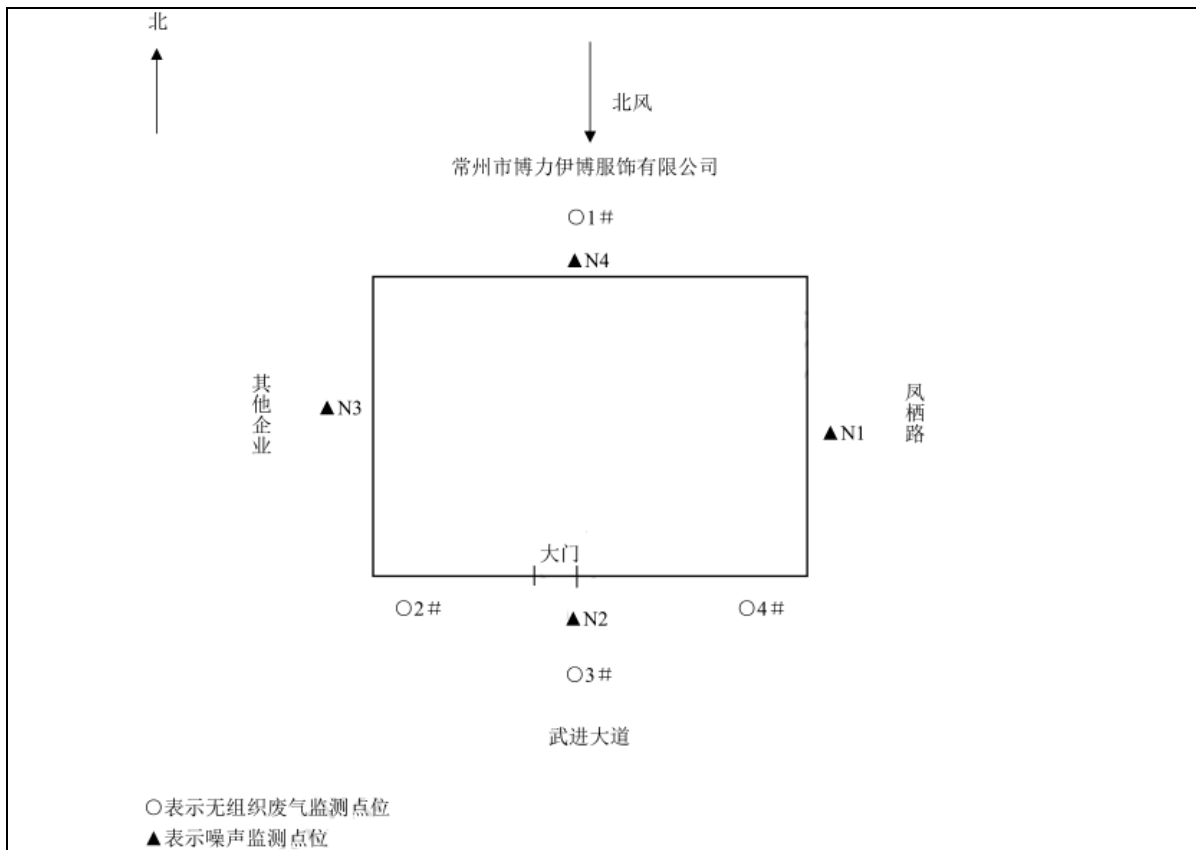 北
北风
常州市博力伊博服饰有限公司
○1#
▲N4
其他企业
▲N3
凤栖路
▲N1
大门
○2#
▲N2
○4#
○3#
武进大道
○表示无组织废气监测点位
▲表示噪声监测点位